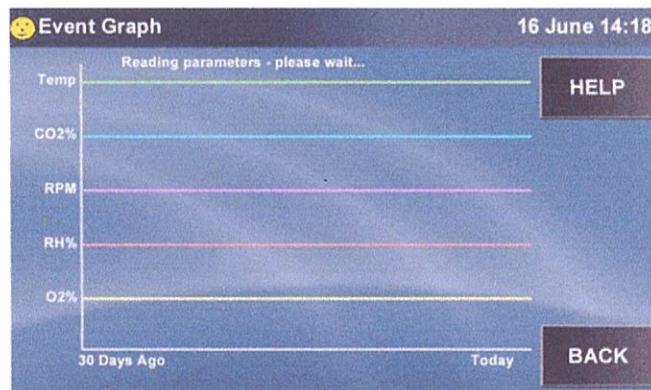 Event Graph
16 June 14:18
Reading parameters - please wait...
Temp
HELP
CO2%
RPM
RH%
O2%
30 Days Ago
Today
BACK